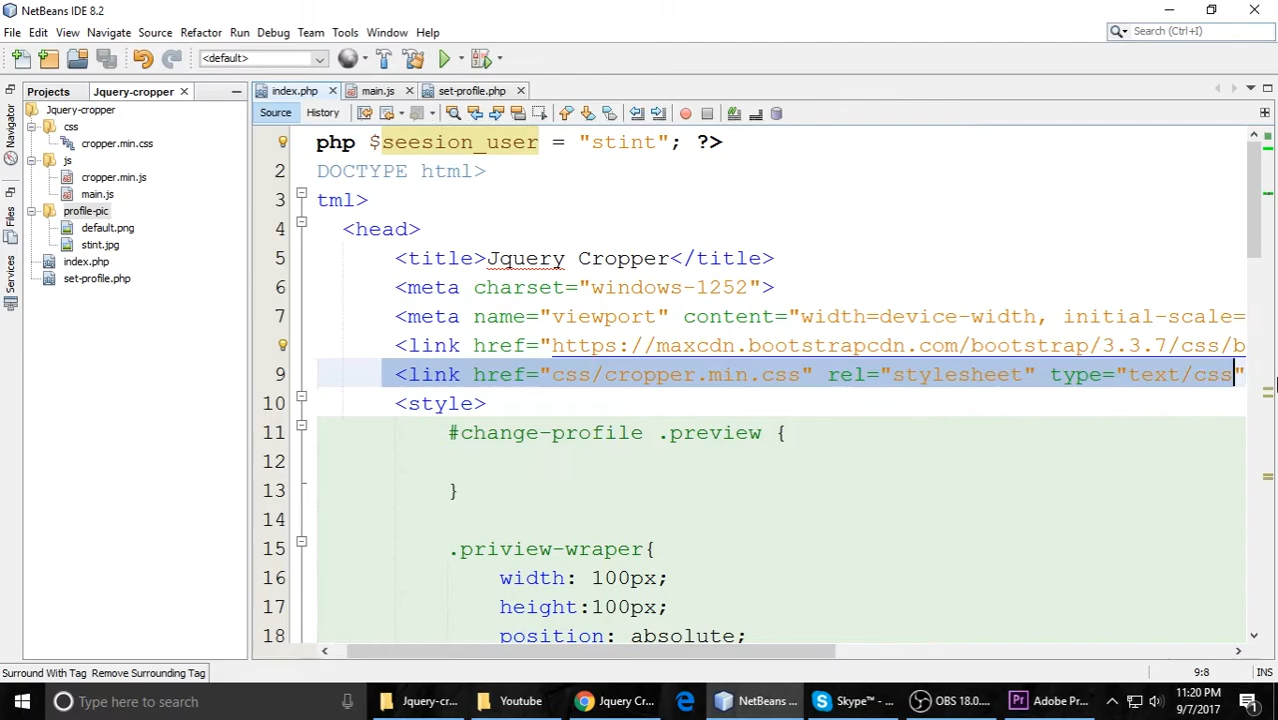 NetBeans IDE 8.2
File Edit View Navigate Source Refactor Run Debug Team Tools Window Help
Search (Ctrl+I)
<default>
Projects Jquery-cropper
index.php main.js set-profile.php
Source History
Navigator
Files
Services
Jquery-cropper
css
cropper.min.css
js
cropper.min.js
main.js
profile-pic
default.png
stint.jpg
index.php
set-profile.php
php $seesion_user = "stint"; ?>
2 DOCTYPE html>
3 tml>
4 <head>
5 <title>Jquery Cropper</title>
6 <meta charset="windows-1252">
7 <meta name="viewport" content="width=device-width, initial-scale=
8 <link href="https://maxcdn.bootstrapcdn.com/bootstrap/3.3.7/css/b
9 <link href="css/cropper.min.css" rel="stylesheet" type="text/css"
10 <style>
11 #change-profile .preview {
12
13 }
14
15 .priview-wraper{
16 width: 100px;
17 height:100px;
18 position: absolute;
Surround With Tag Remove Surrounding Tag
9:8 INS
Type here to search
Jquery-cr...
Youtube
Jquery Cr...
NetBeans ...
Skype™ - ...
OBS 18.0....
Adobe Pr...
11:20 PM
9/7/2017
1